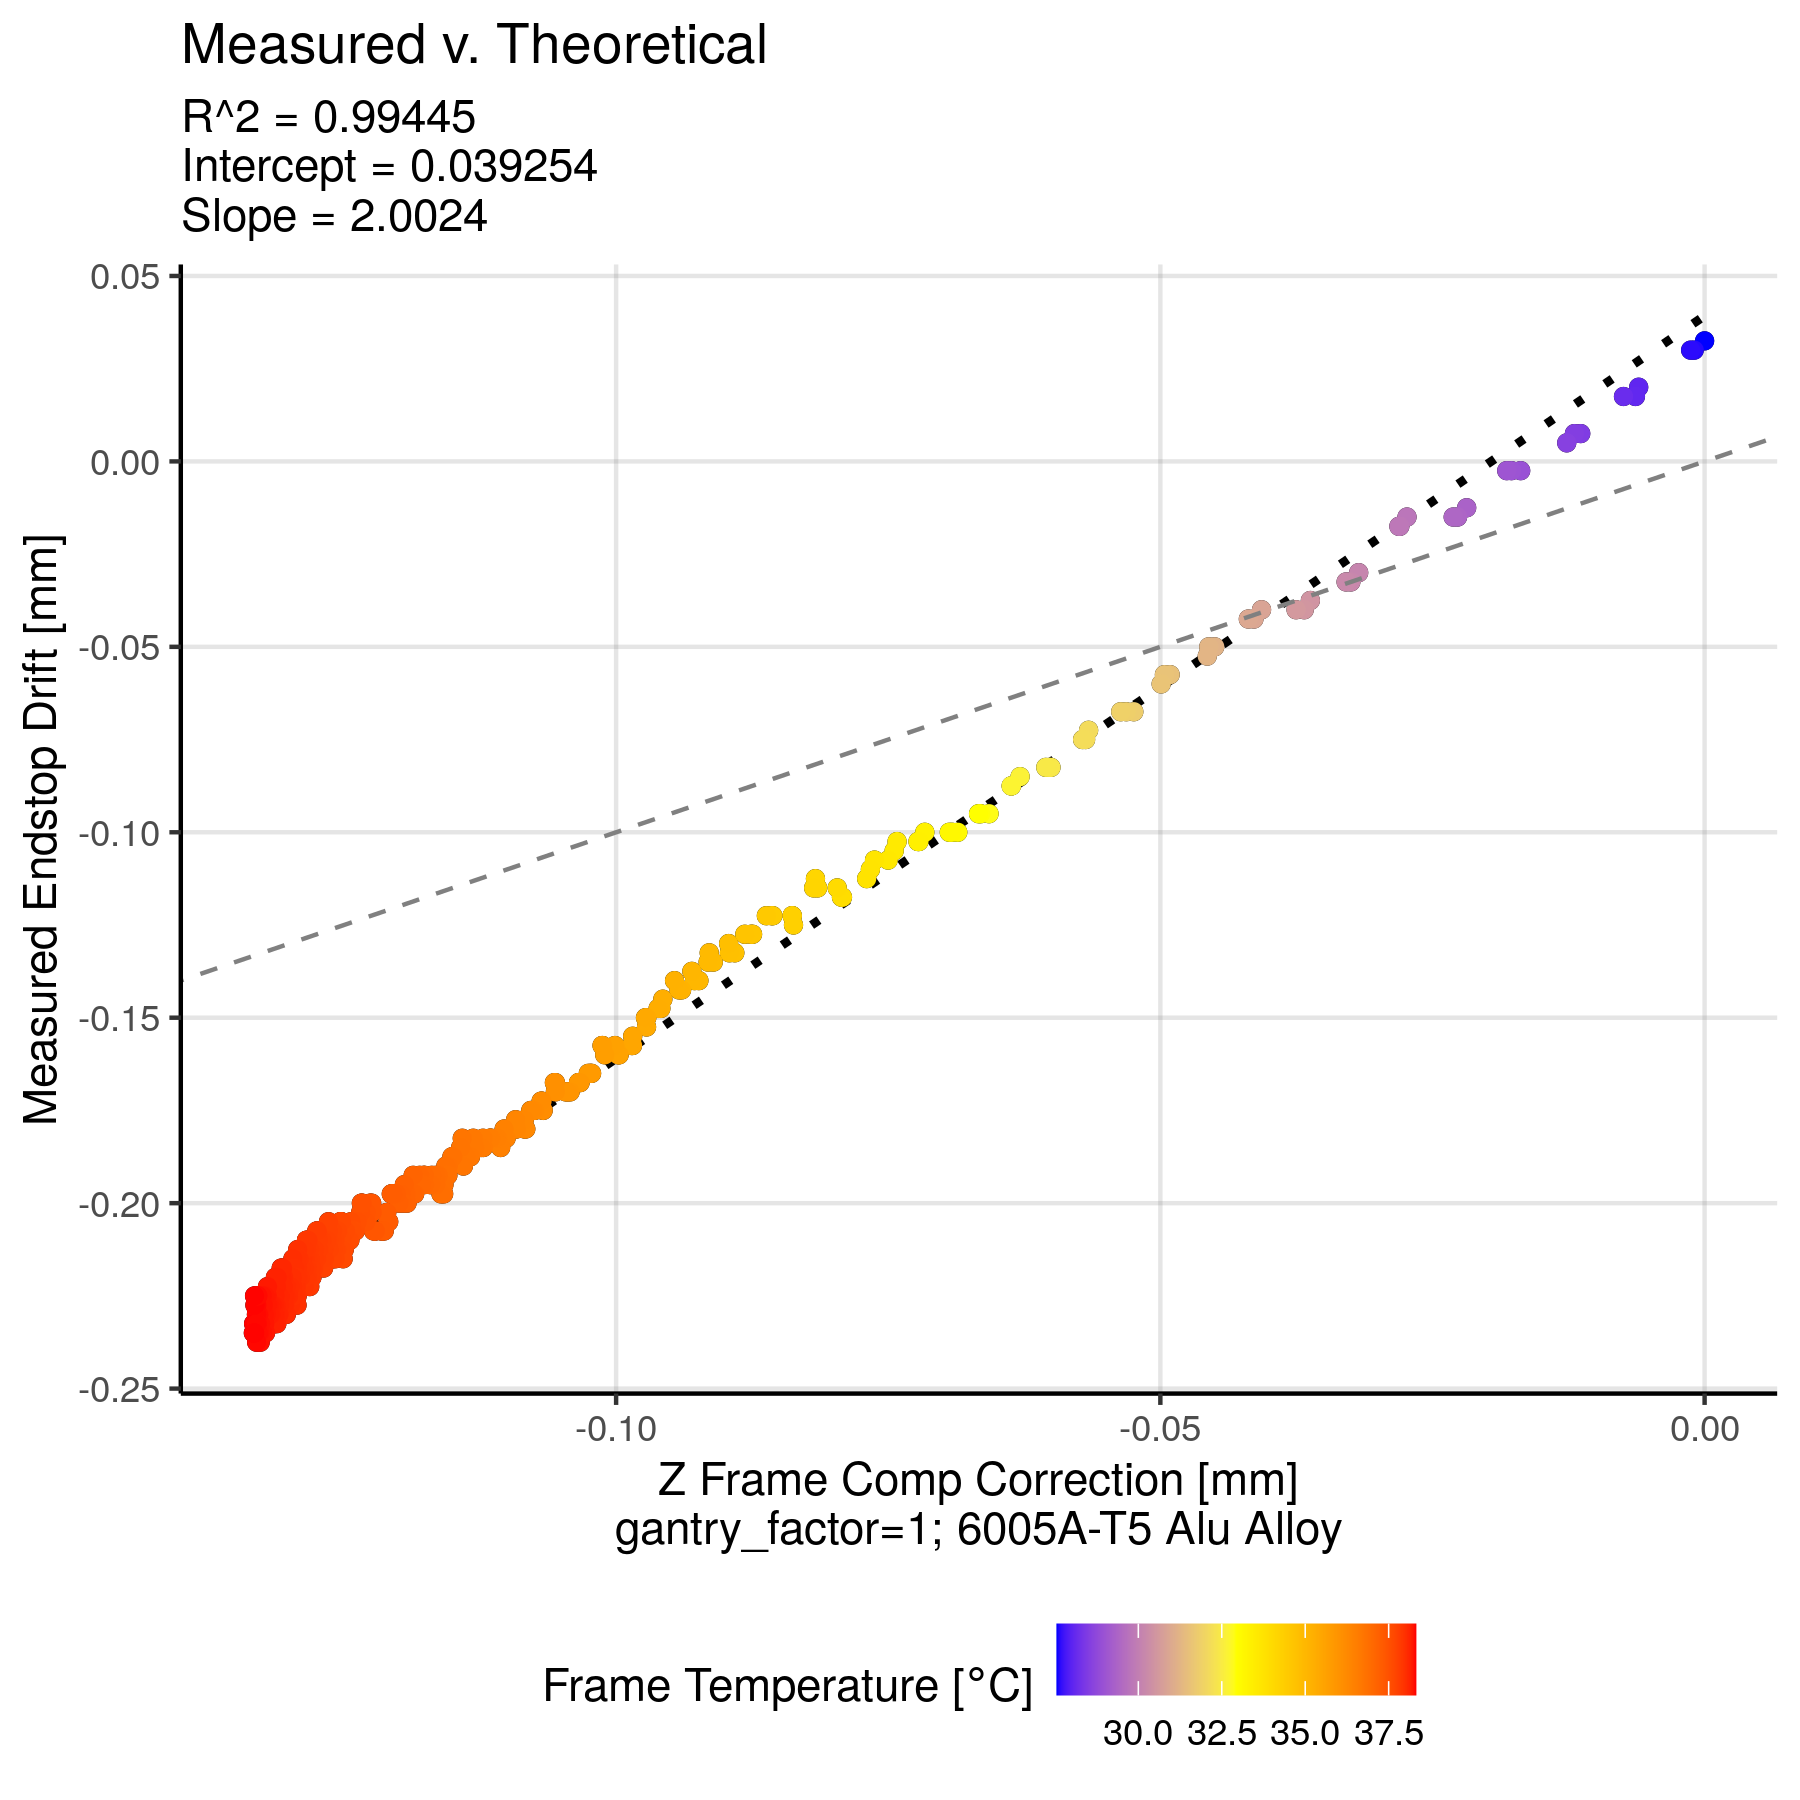 Measured v. Theoretical
R^2 = 0.99445
Intercept = 0.039254
Slope = 2.0024
0.05
0.00
-0.05
-0.10
-0.15
-0.20
-0.25
Measured Endstop Drift [mm]
-0.10
-0.05
0.00
Z Frame Comp Correction [mm]
gantry_factor=1; 6005A-T5 Alu Alloy
Frame Temperature [°C]
30.0 32.5 35.0 37.5